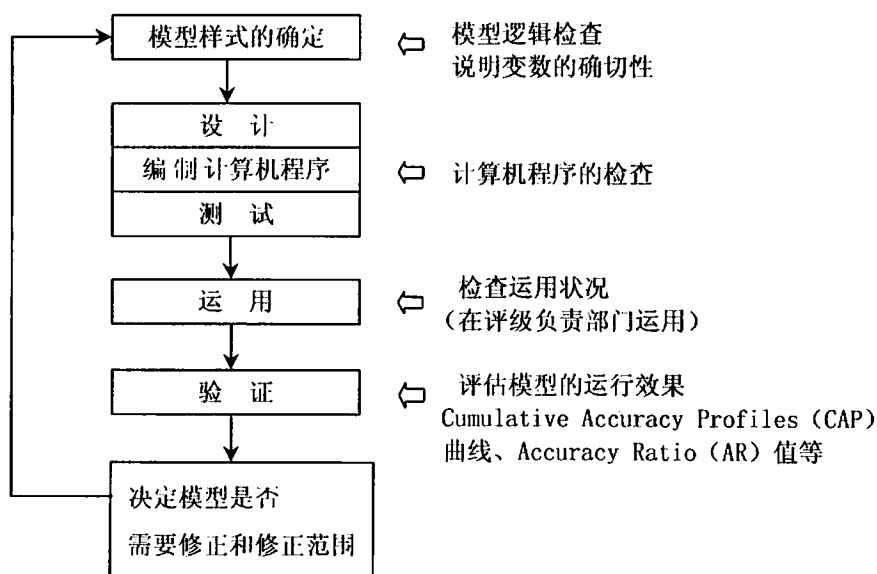 模型样式的确定
模型逻辑检查
说明变数的确切性
设 计
编制计算机程序
计算机程序的检查
测 试
运 用
检查运用状况
（在评级负责部门运用）
验 证
评估模型的运行效果
Cumulative Accuracy Profiles（CAP）
曲线、Accuracy Ratio（AR）值等
决定模型是否
需要修正和修正范围